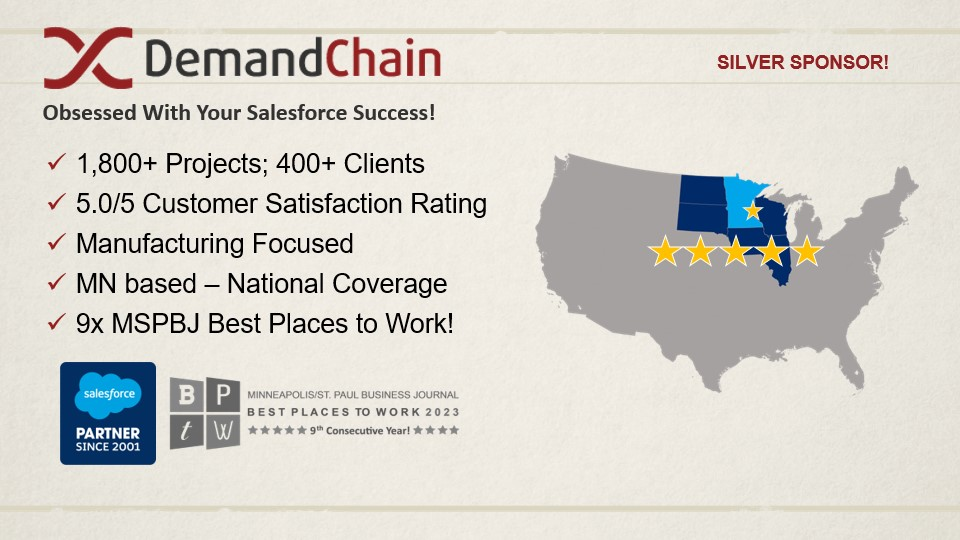 DemandChain
SILVER SPONSOR!
Obsessed With Your Salesforce Success!
✓ 1,800+ Projects; 400+ Clients
✓ 5.0/5 Customer Satisfaction Rating
✓ Manufacturing Focused
✓ MN based – National Coverage
✓ 9x MSPBJ Best Places to Work!
salesforce
PARTNER
SINCE 2001
B P
t W
MINNEAPOLIS/ST. PAUL BUSINESS JOURNAL
BEST PLACES TO WORK 2023
★★★★★ 9th Consecutive Year! ★★★★